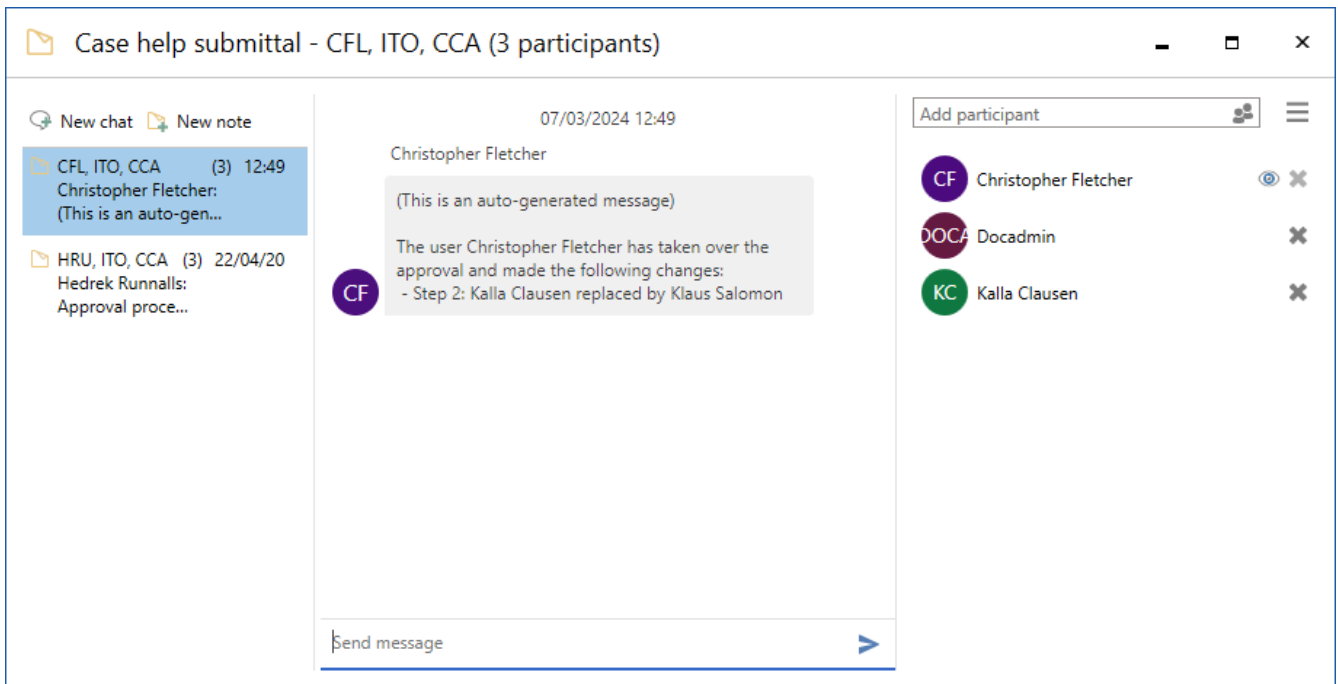 Case help submittal - CFL, ITO, CCA (3 participants)
New chat New note
CFL, ITO, CCA (3) 12:49
Christopher Fletcher:
(This is an auto-gen...
HRU, ITO, CCA (3) 22/04/20
Hedrek Runnalls:
Approval proce...
07/03/2024 12:49
Christopher Fletcher
(This is an auto-generated message)
The user Christopher Fletcher has taken over the
approval and made the following changes:
- Step 2: Kalla Clausen replaced by Klaus Salomon
CF
Send message
Add participant
CF Christopher Fletcher
DOCA Docadmin
KC Kalla Clausen